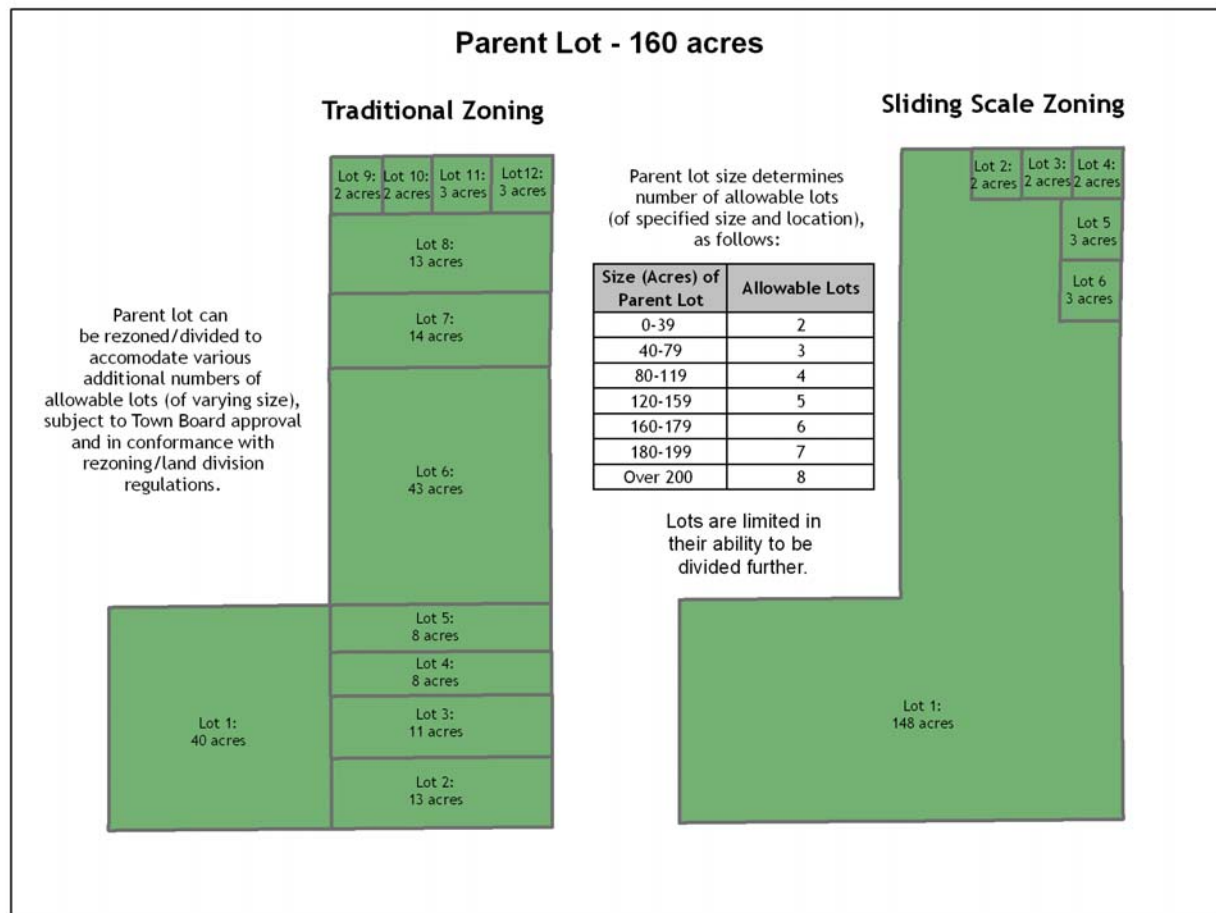 Parent Lot - 160 acres
Traditional Zoning
Parent lot can
be rezoned/divided to
accomodate various
additional numbers of
allowable lots (of varying size),
subject to Town Board approval
and in conformance with
rezoning/land division
regulations.
Lot 9:
2 acres
Lot 10:
2 acres
Lot 11:
3 acres
Lot12:
3 acres
Lot 8:
13 acres
Lot 7:
14 acres
Lot 6:
43 acres
Lot 5:
8 acres
Lot 4:
8 acres
Lot 3:
11 acres
Lot 2:
13 acres
Lot 1:
40 acres
Parent lot size determines
number of allowable lots
(of specified size and location),
as follows:
Size (Acres) of
Parent Lot
Allowable Lots
0-39 2
40-79 3
80-119 4
120-159 5
160-179 6
180-199 7
Over 200 8
Lots are limited in
their ability to be
divided further.
Sliding Scale Zoning
Lot 2:
2 acres
Lot 3:
2 acres
Lot 4:
2 acres
Lot 5
3 acres
Lot 6
3 acres
Lot 1:
148 acres